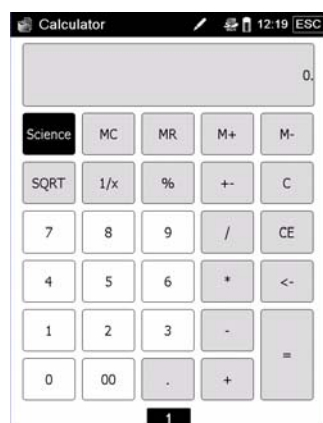 Calculator 12:19 ESC
0.
Science MC MR M+ M-
SQRT 1/x % +- C
7 8 9 / CE
4 5 6 * <-
1 2 3 -
=
0 00 . +
1